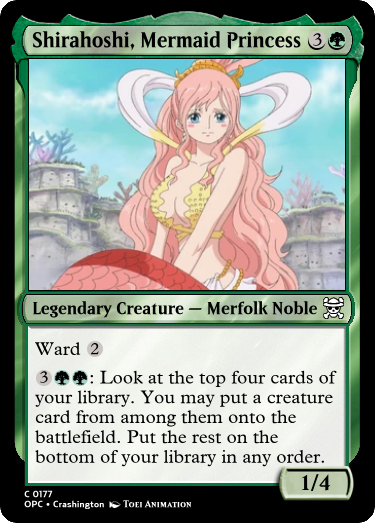 Shirahoshi, Mermaid Princess 3
Legendary Creature — Merfolk Noble
Ward 2
3: Look at the top four cards of
your library. You may put a creature
card from among them onto the
battlefield. Put the rest on the
bottom of your library in any order.
1/4
C 0177
OPC • Crashington TOEI ANIMATION